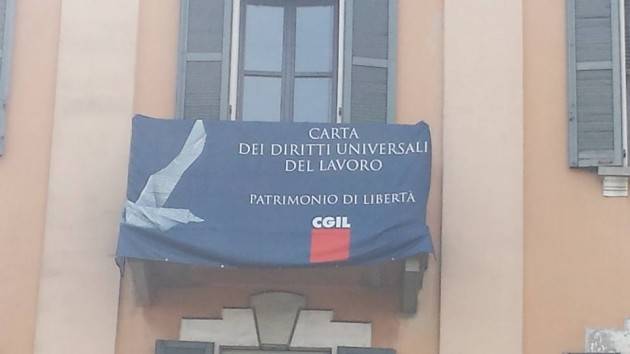 CARTA
DEI DIRITTI UNIVERSALI
DEL LAVORO
PATRIMONIO DI LIBERTÀ
CGIL